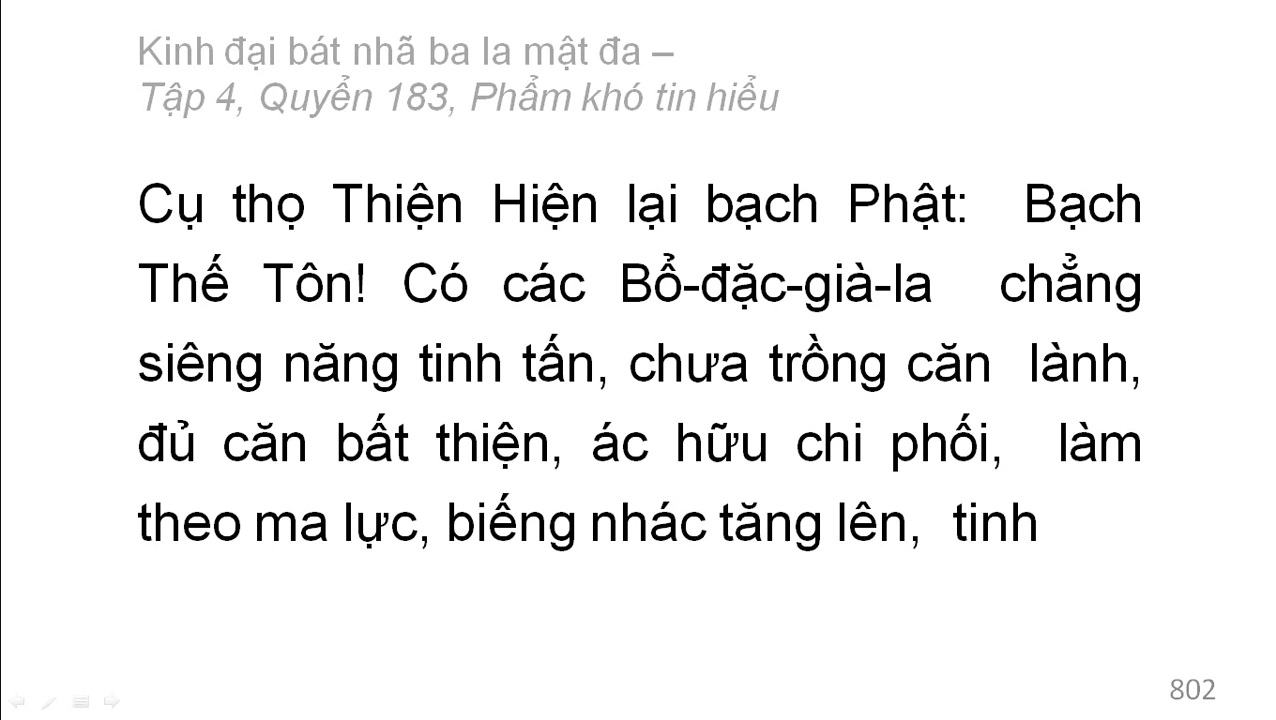 Kinh đại bát nhã ba la mật đa –
Tập 4, Quyển 183, Phẩm khó tin hiểu
Cụ thọ Thiện Hiện lại bạch Phật: Bạch
Thế Tôn! Có các Bổ-đặc-già-la chẳng
siêng năng tinh tấn, chưa trồng căn lành,
đủ căn bất thiện, ác hữu chi phối, làm
theo ma lực, biếng nhác tăng lên, tinh
802